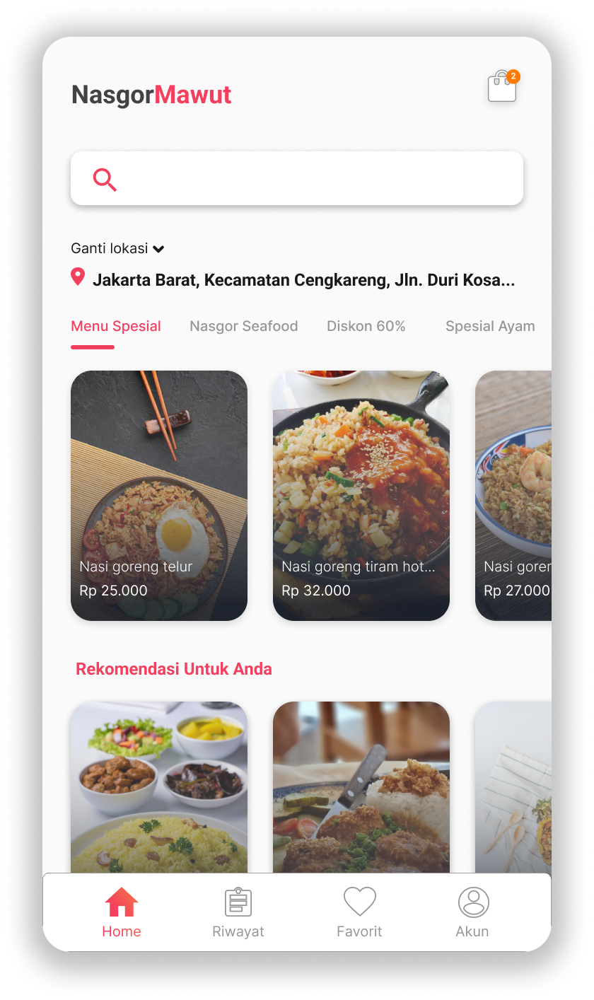 NasgorMawut
2
Ganti lokasi
Jakarta Barat, Kecamatan Cengkareng, Jln. Duri Kosa...
Menu Spesial Nasgor Seafood Diskon 60% Spesial Ayam
Nasi goreng telur
Rp 25.000
Nasi goreng tiram hot...
Rp 32.000
Nasi gorer
Rp 27.000
Rekomendasi Untuk Anda
Home Riwayat Favorit Akun